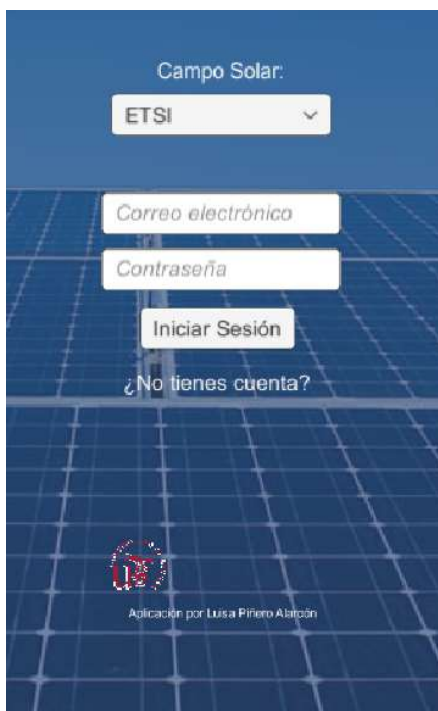 Campo Solar:
ETSI
Correo electrónico
Contraseña
Iniciar Sesión
¿No tienes cuenta?
Aplicación por Luisa Piñero Alarcón